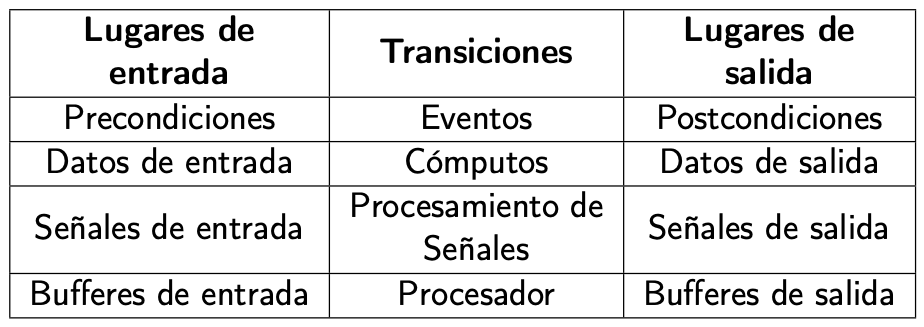 Lugares de entrada | Transiciones | Lugares de salida
Precondiciones | Eventos | Postcondiciones
Datos de entrada | Cómputos | Datos de salida
Señales de entrada | Procesamiento de Señales | Señales de salida
Bufferes de entrada | Procesador | Bufferes de salida